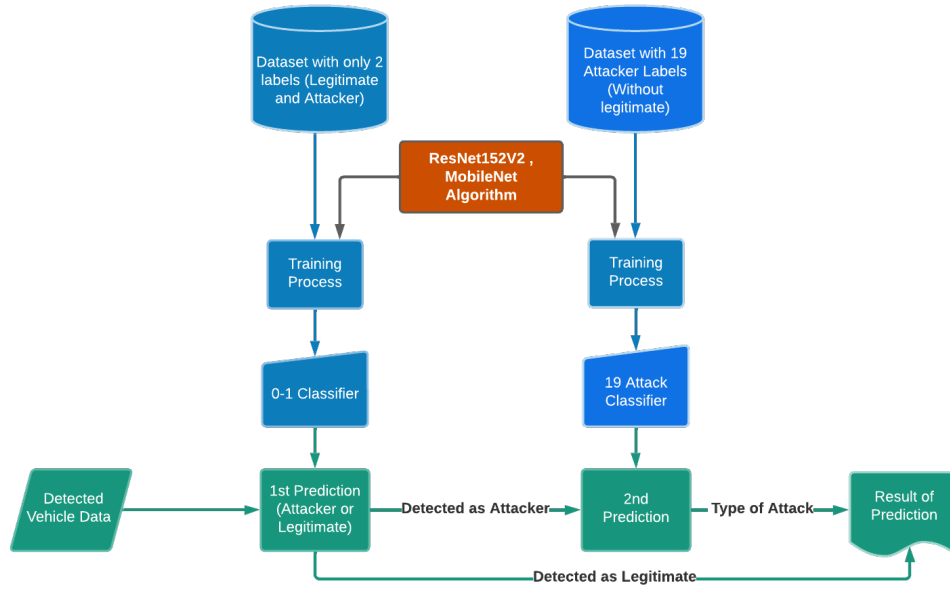 Dataset with only 2
labels (Legitimate
and Attacker)
Dataset with 19
Attacker Labels
(Without
legitimate)
ResNet152V2 ,
MobileNet
Algorithm
Training
Process
Training
Process
0-1 Classifier
19 Attack
Classifier
Detected
Vehicle Data
1st Prediction
(Attacker or
Legitimate)
Detected as Attacker
2nd
Prediction
Type of Attack
Result of
Prediction
Detected as Legitimate